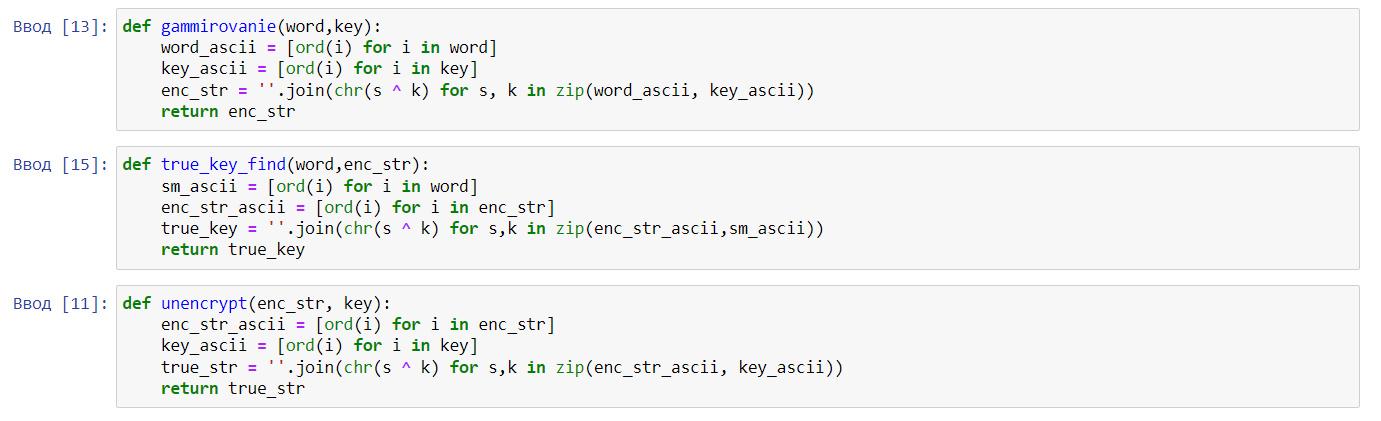 Ввод [13]: def gammirovanie(word,key):
    word_ascii = [ord(i) for i in word]
    key_ascii = [ord(i) for i in key]
    enc_str = ''.join(chr(s ^ k) for s, k in zip(word_ascii, key_ascii))
    return enc_str
Ввод [15]: def true_key_find(word,enc_str):
    sm_ascii = [ord(i) for i in word]
    enc_str_ascii = [ord(i) for i in enc_str]
    true_key = ''.join(chr(s ^ k) for s,k in zip(enc_str_ascii,sm_ascii))
    return true_key
Ввод [11]: def unencrypt(enc_str, key):
    enc_str_ascii = [ord(i) for i in enc_str]
    key_ascii = [ord(i) for i in key]
    true_str = ''.join(chr(s ^ k) for s,k in zip(enc_str_ascii, key_ascii))
    return true_str